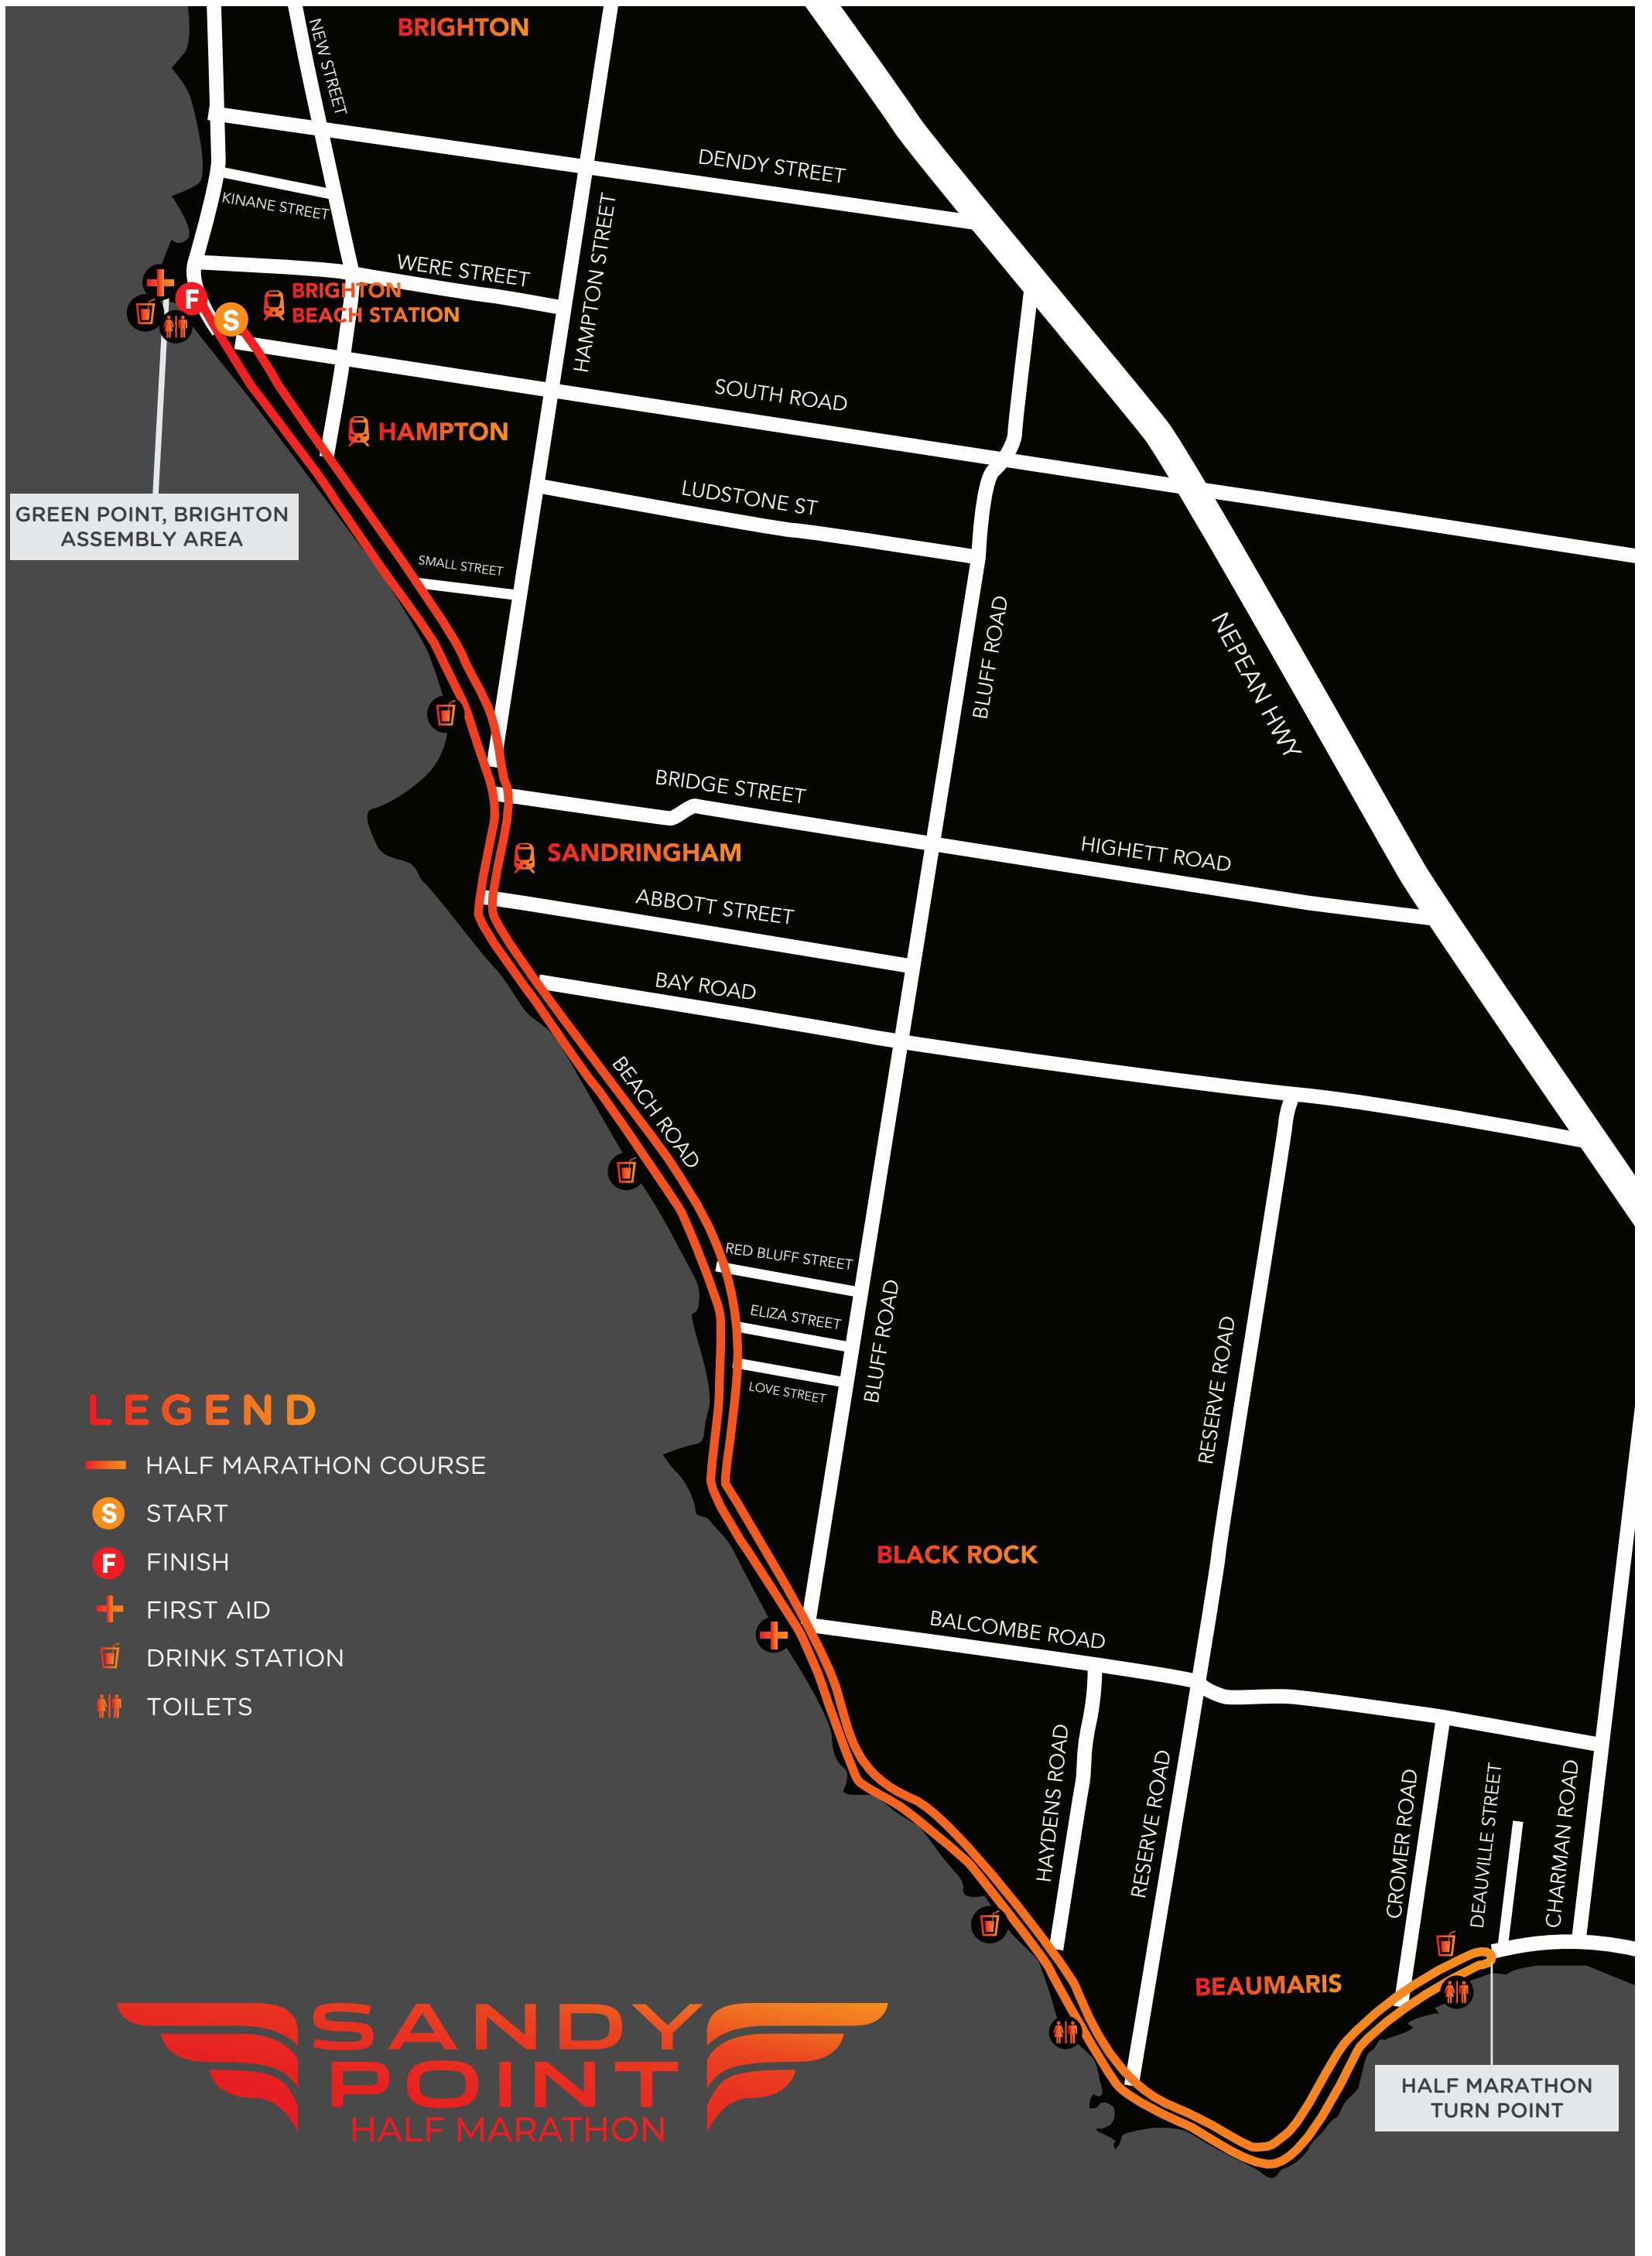 BRIGHTON
NEW STREET
DENDY STREET
KINANE STREET
HAMPTON STREET
WERE STREET
BRIGHTON
BEACH STATION
F
S
SOUTH ROAD
HAMPTON
LUDSTONE ST
GREEN POINT, BRIGHTON
ASSEMBLY AREA
SMALL STREET
BLUFF ROAD
NEPEAN HWY
BRIDGE STREET
HIGHETT ROAD
SANDRINGHAM
ABBOTT STREET
BAY ROAD
BEACH ROAD
RED BLUFF STREET
ELIZA STREET
LOVE STREET
BLUFF ROAD
RESERVE ROAD
LEGEND
HALF MARATHON COURSE
S START
F FINISH
FIRST AID
DRINK STATION
TOILETS
BLACK ROCK
BALCOMBE ROAD
HAYDENS ROAD
RESERVE ROAD
CROMER ROAD
DEAUVILLE STREET
CHARMAN ROAD
BEAUMARIS
HALF MARATHON
TURN POINT
SANDY
POINT
HALF MARATHON